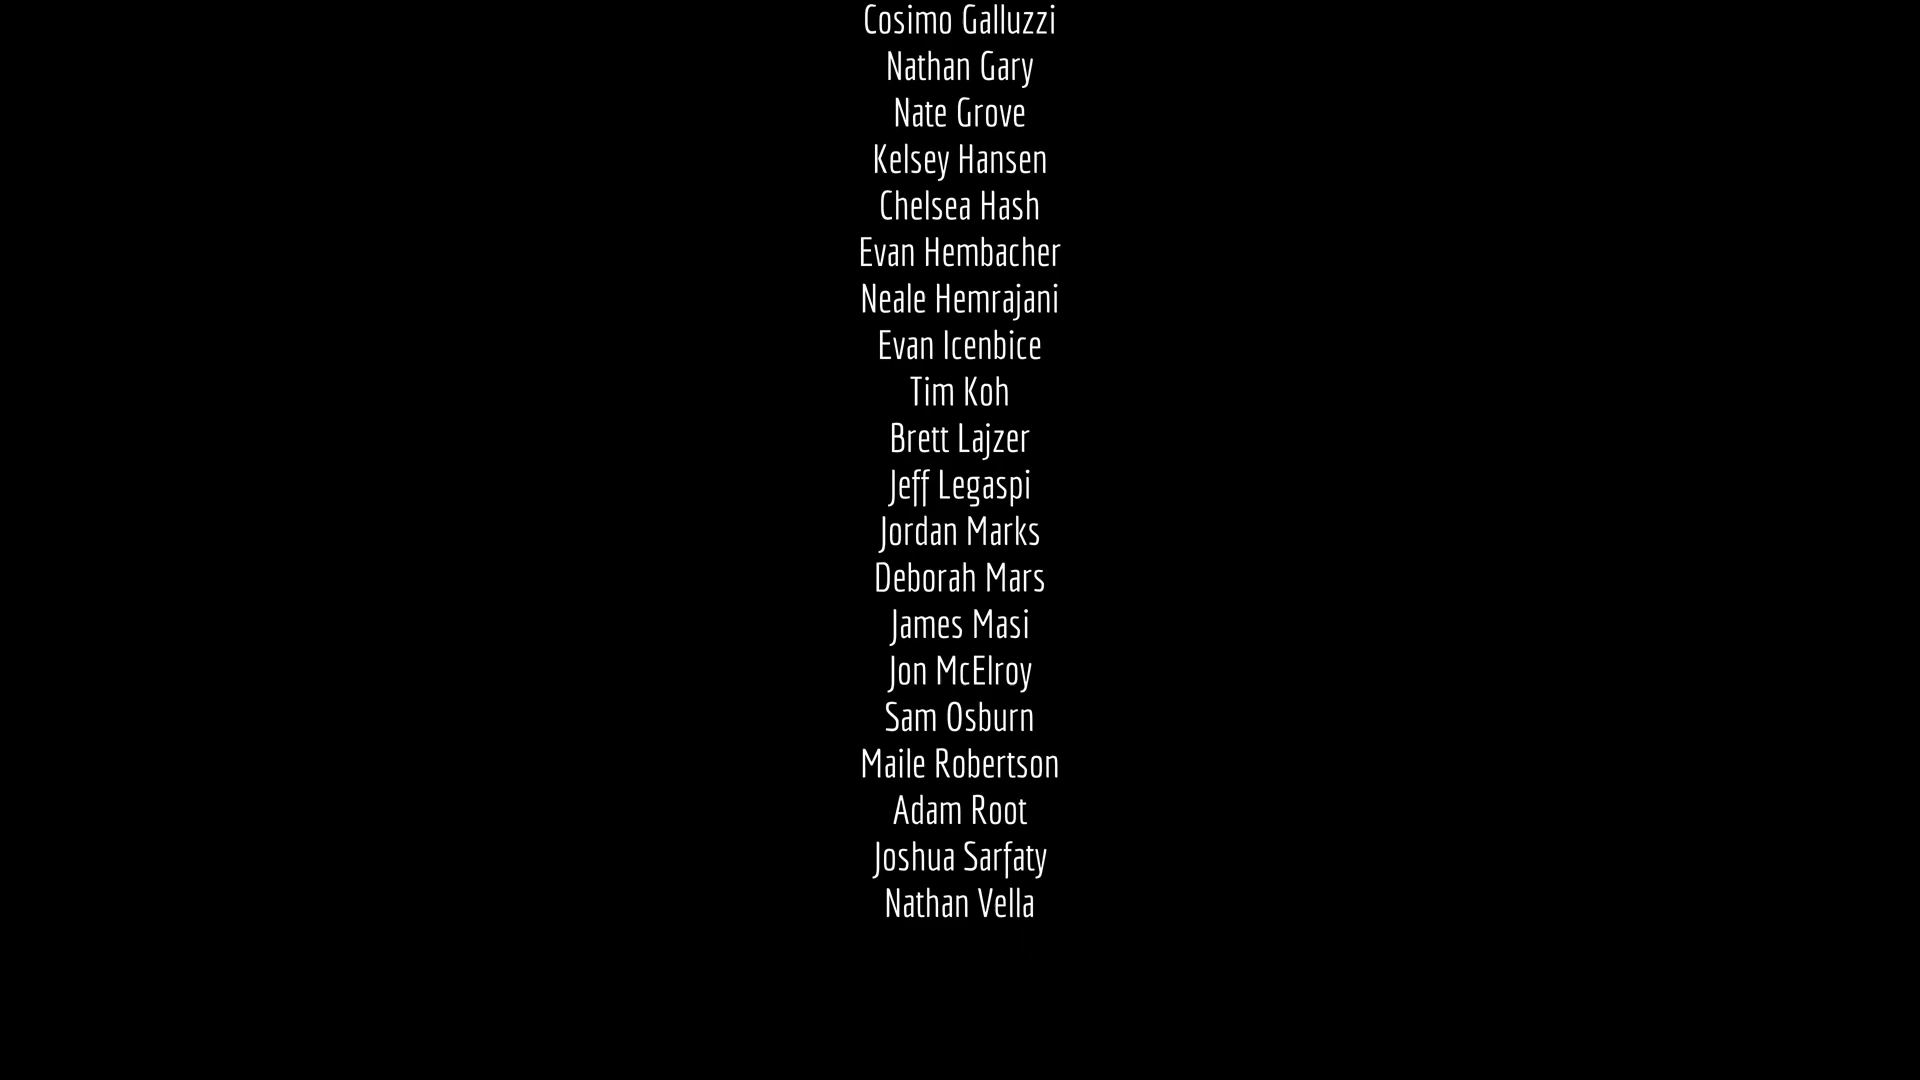 Cosimo Galluzzi
Nathan Gary
Nate Grove
Kelsey Hansen
Chelsea Hash
Evan Hembacher
Neale Hemrajani
Evan Icenbice
Tim Koh
Brett Lajzer
Jeff Legaspi
Jordan Marks
Deborah Mars
James Masi
Jon McElroy
Sam Osburn
Maile Robertson
Adam Root
Joshua Sarfaty
Nathan Vella